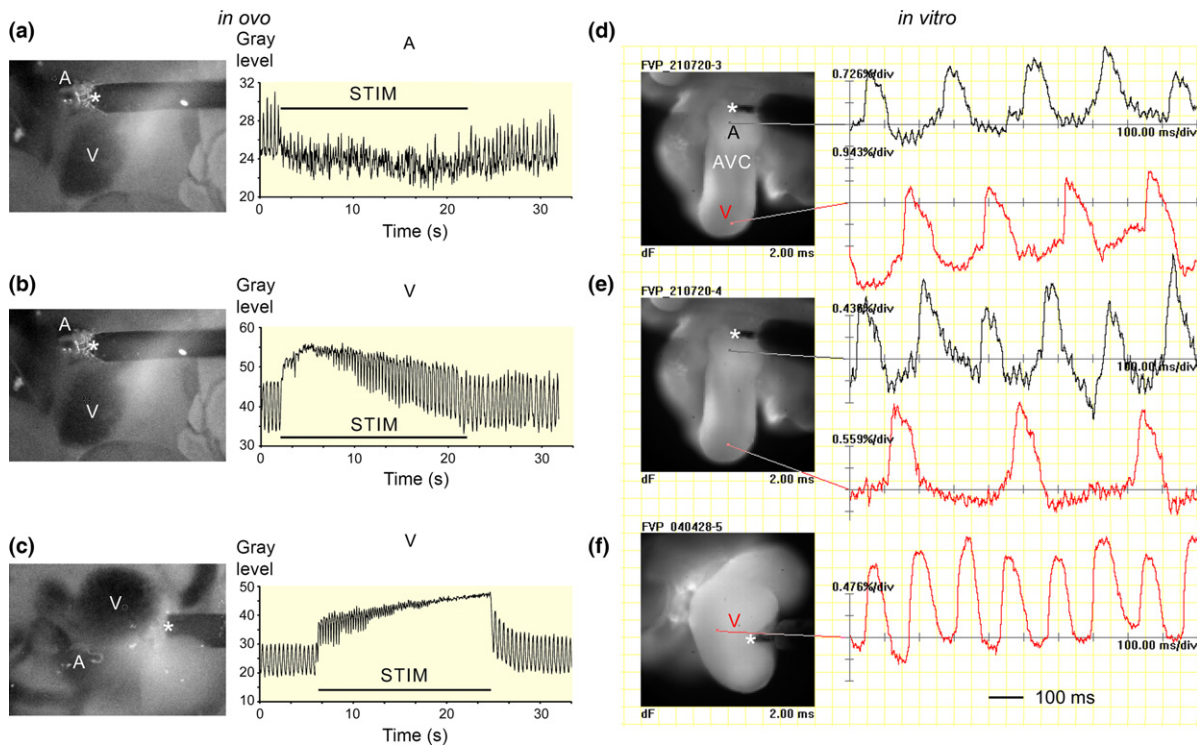 in ovo
in vitro
(a)
Gray
level
A
A
*
V
32
28
24
20
STIM
0 10 20 30
Time (s)
(b)
Gray
level
V
A
*
V
60
50
40
30
STIM
0 10 20 30
Time (s)
(c)
Gray
level
V
V
*
A
50
40
30
20
10
STIM
0 10 20 30
Time (s)
(d)
FVP_210720-3
*
A
AVC
V
dF 2.00 ms
0.726%/div
100.00 ms/div
0.943%/div
(e)
FVP_210720-4
*
dF 2.00 ms
0.436%/div
100.00 ms/div
0.559%/div
(f)
FVP_040428-5
V
*
dF 2.00 ms
0.476%/div
100.00 ms/div
100 ms